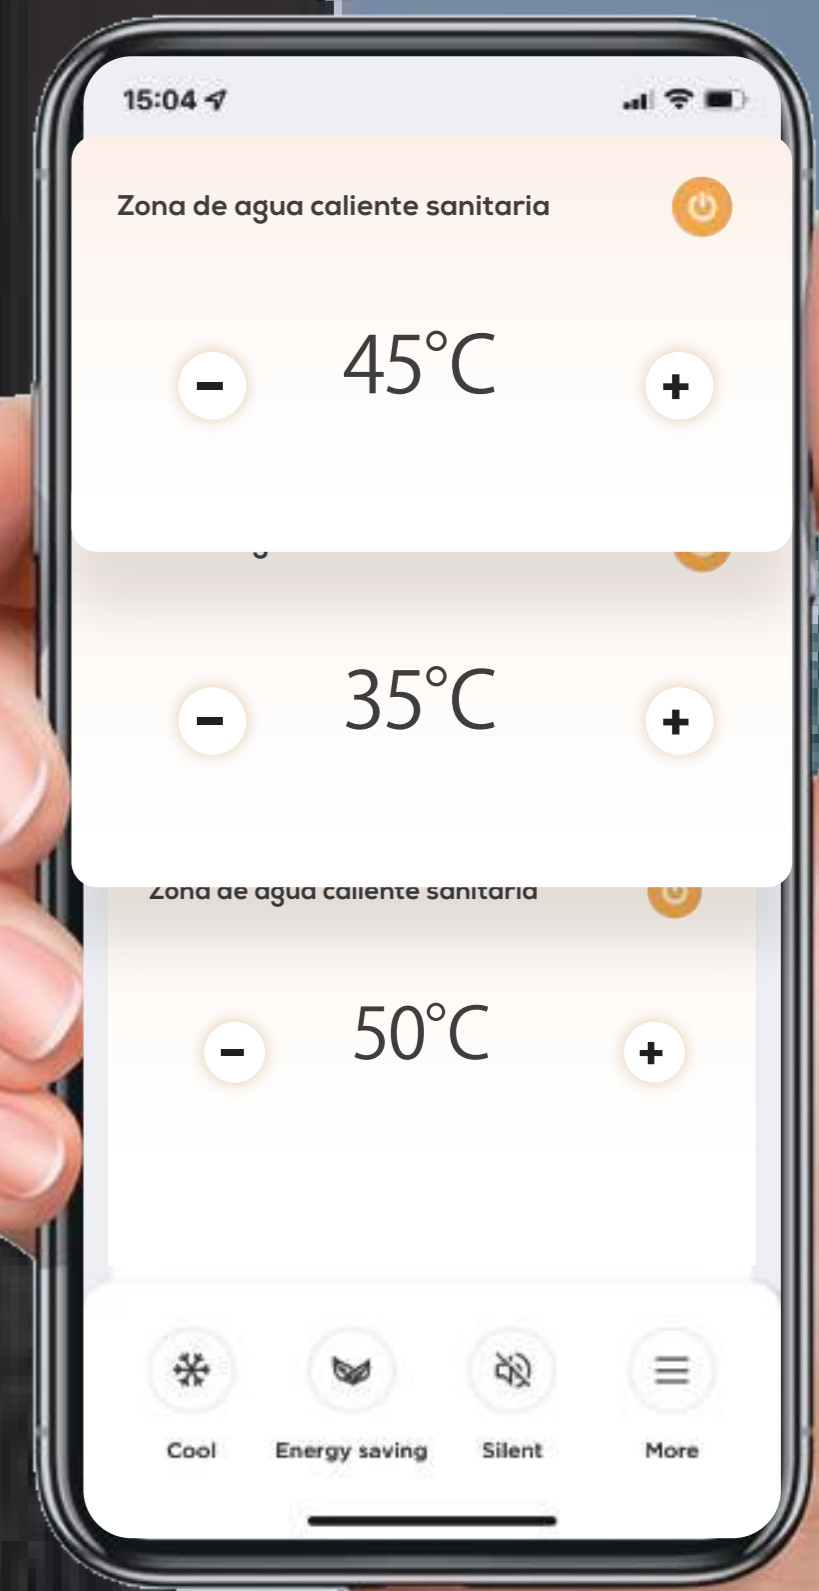 15:04
Zona de agua caliente sanitaria
- 45°C +
- 35°C +
Zona de agua caliente sanitaria
- 50°C +
Cool Energy saving Silent More